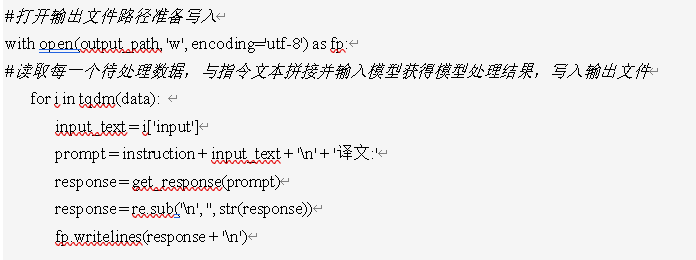 #打开输出文件路径准备写入
with open(output_path, 'w', encoding='utf-8') as fp:
#读取每一个待处理数据，与指令文本拼接并输入模型获得模型处理结果，写入输出文件
for i in tqdm(data):
input_text=i['input']
prompt=instruction+input_text+'\n'+'译文:'
response=get_response(prompt)
response=re.sub('\n','',str(response))
fp.writelines(response+'\n')